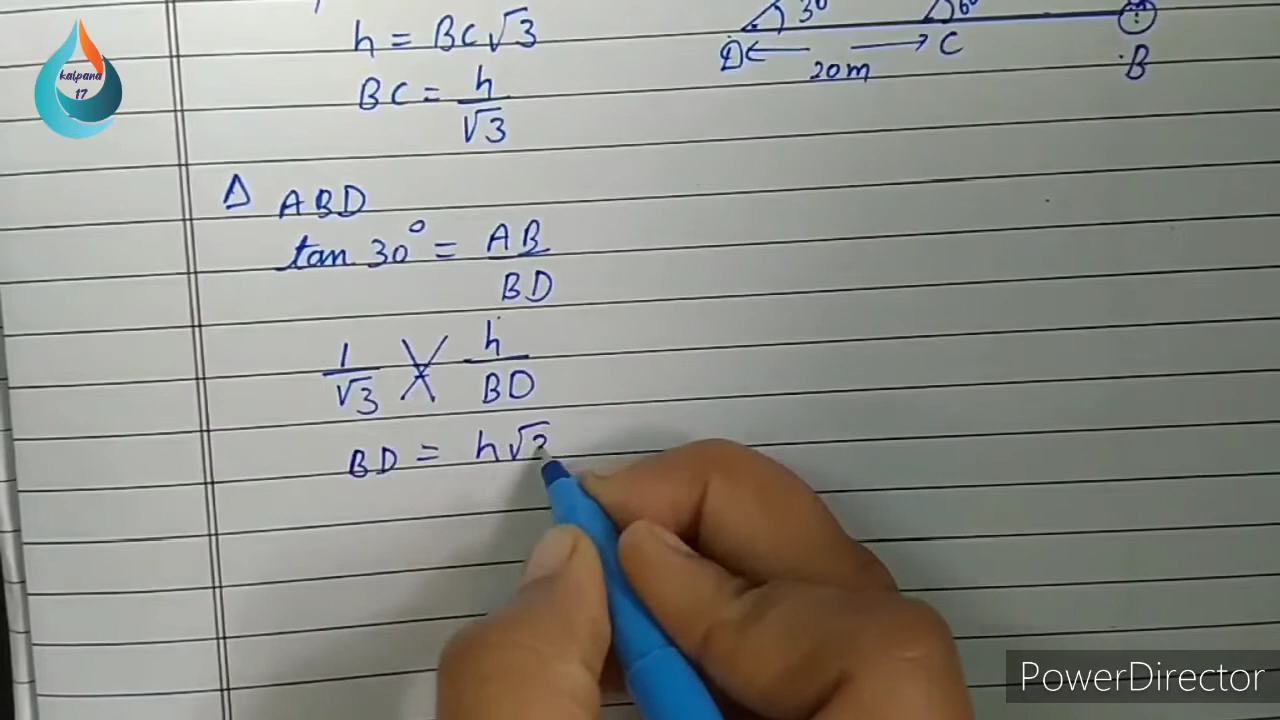 h = BC√3
BC = h/√3
30
60
D
20m
C
B
Δ ABD
tan 30° = AB/BD
1/√3 h/BD
BD = h√3
kalpana
17
PowerDirector